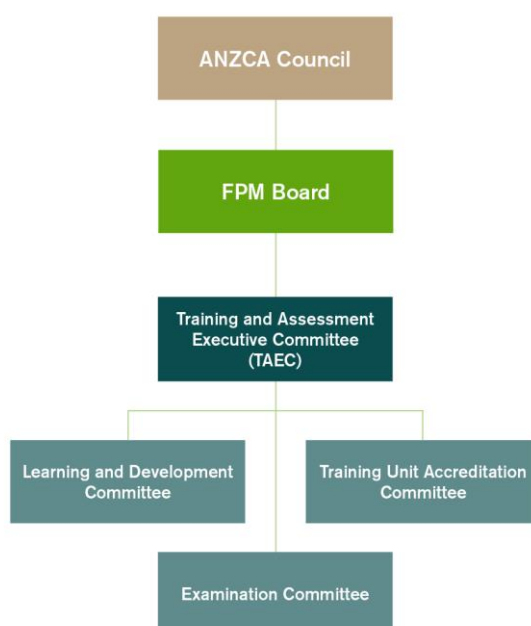 ANZCA Council
FPM Board
Training and Assessment
Executive Committee
(TAEC)
Learning and Development
Committee
Training Unit Accreditation
Committee
Examination Committee